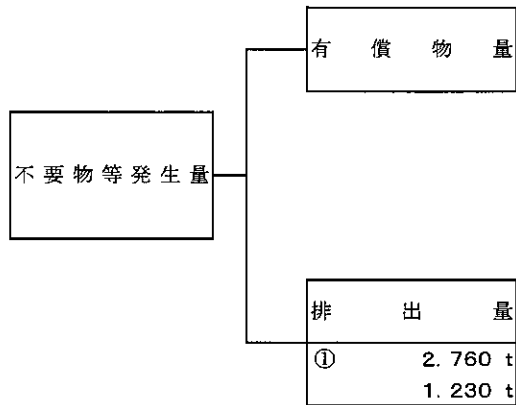 有償物量
不要物等発生量
排出量
① 2.760 t
1.230 t